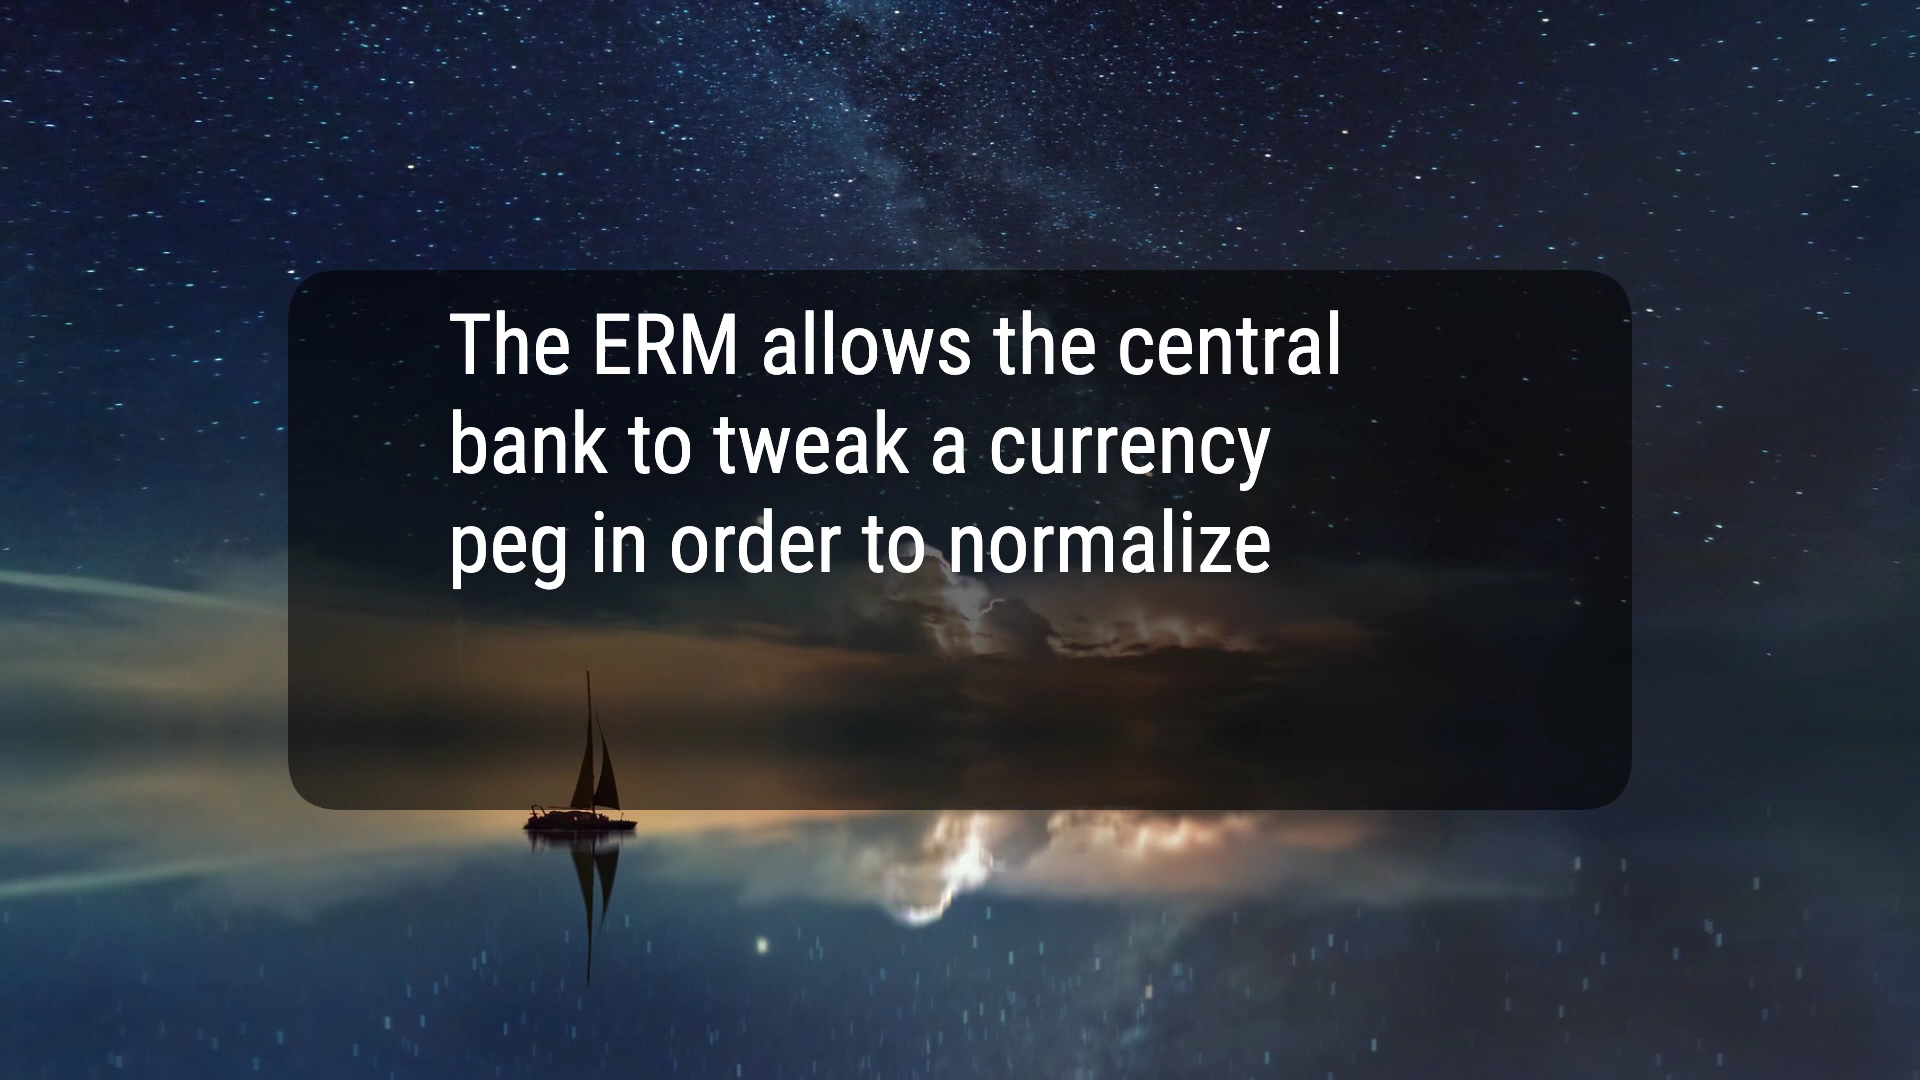 The ERM allows the central
bank to tweak a currency
peg in order to normalize